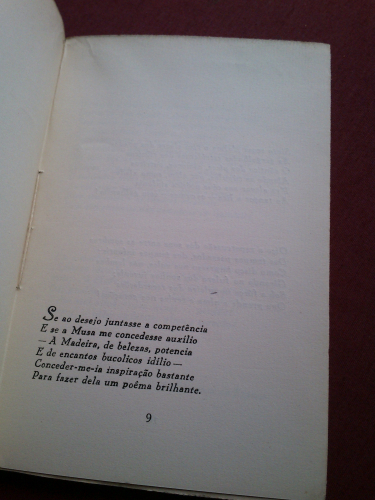 Se ao desejo juntasse a competência
E se a Musa me concedesse auxílio
— A Madeira, de belezas, potencia
E de encantos bucolicos idílio —
Conceder-me-ia inspiração bastante
Para fazer dela um poêma brilhante.
9